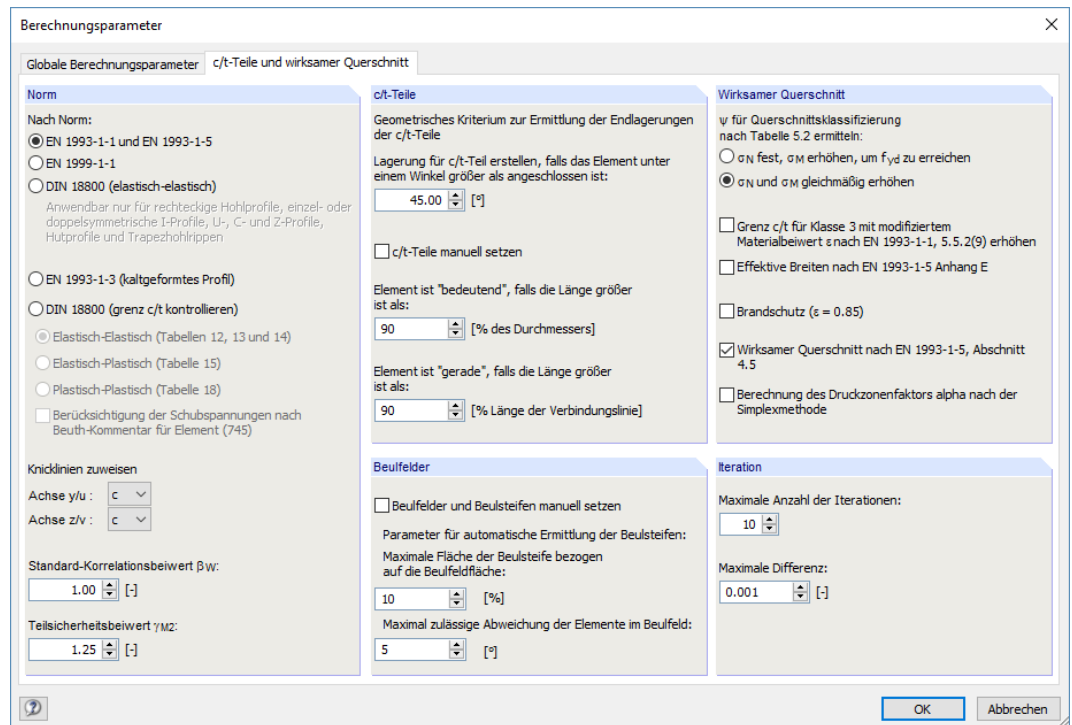 Berechnungsparameter
Globale Berechnungsparameter
c/t-Teile und wirksamer Querschnitt
Norm
Nach Norm:
EN 1993-1-1 und EN 1993-1-5
EN 1999-1-1
DIN 18800 (elastisch-elastisch)
Anwendbar nur für rechteckige Hohlprofile, einzel- oder
doppelsymmetrische I-Profile, U-, C- und Z-Profile,
Hutprofile und Trapezhohlrippen
EN 1993-1-3 (kaltgeformtes Profil)
DIN 18800 (grenz c/t kontrollieren)
Elastisch-Elastisch (Tabellen 12, 13 und 14)
Elastisch-Plastisch (Tabelle 15)
Plastisch-Plastisch (Tabelle 18)
Berücksichtigung der Schubspannungen nach
Beuth-Kommentar für Element (745)
Knicklinien zuweisen
Achse y/u : c
Achse z/v : c
Standard-Korrelationsbeiwert βw:
1.00 [-]
Teilsicherheitsbeiwert γM2:
1.25 [-]
c/t-Teile
Geometrisches Kriterium zur Ermittlung der Endlagerungen
der c/t-Teile
Lagerung für c/t-Teil erstellen, falls das Element unter
einem Winkel größer als angeschlossen ist:
45.00 [°]
c/t-Teile manuell setzen
Element ist "bedeutend", falls die Länge größer
ist als:
90 [% des Durchmessers]
Element ist "gerade", falls die Länge größer
ist als:
90 [% Länge der Verbindungslinie]
Beulfelder
Beulfelder und Beulsteifen manuell setzen
Parameter für automatische Ermittlung der Beulsteifen:
Maximale Fläche der Beulsteife bezogen
auf die Beulfeldfläche:
10 [%]
Maximal zulässige Abweichung der Elemente im Beulfeld:
5 [°]
Wirksamer Querschnitt
ψ für Querschnittsklassifizierung
nach Tabelle 5.2 ermitteln:
σN fest, σM erhöhen, um fyd zu erreichen
σN und σM gleichmäßig erhöhen
Grenz c/t für Klasse 3 mit modifiziertem
Materialbeiwert ε nach EN 1993-1-1, 5.5.2(9) erhöhen
Effektive Breiten nach EN 1993-1-5 Anhang E
Brandschutz (ε = 0.85)
Wirksamer Querschnitt nach EN 1993-1-5, Abschnitt
4.5
Berechnung des Druckzonenfaktors alpha nach der
Simplexmethode
Iteration
Maximale Anzahl der Iterationen:
10
Maximale Differenz:
0.001 [-]
OK
Abbrechen